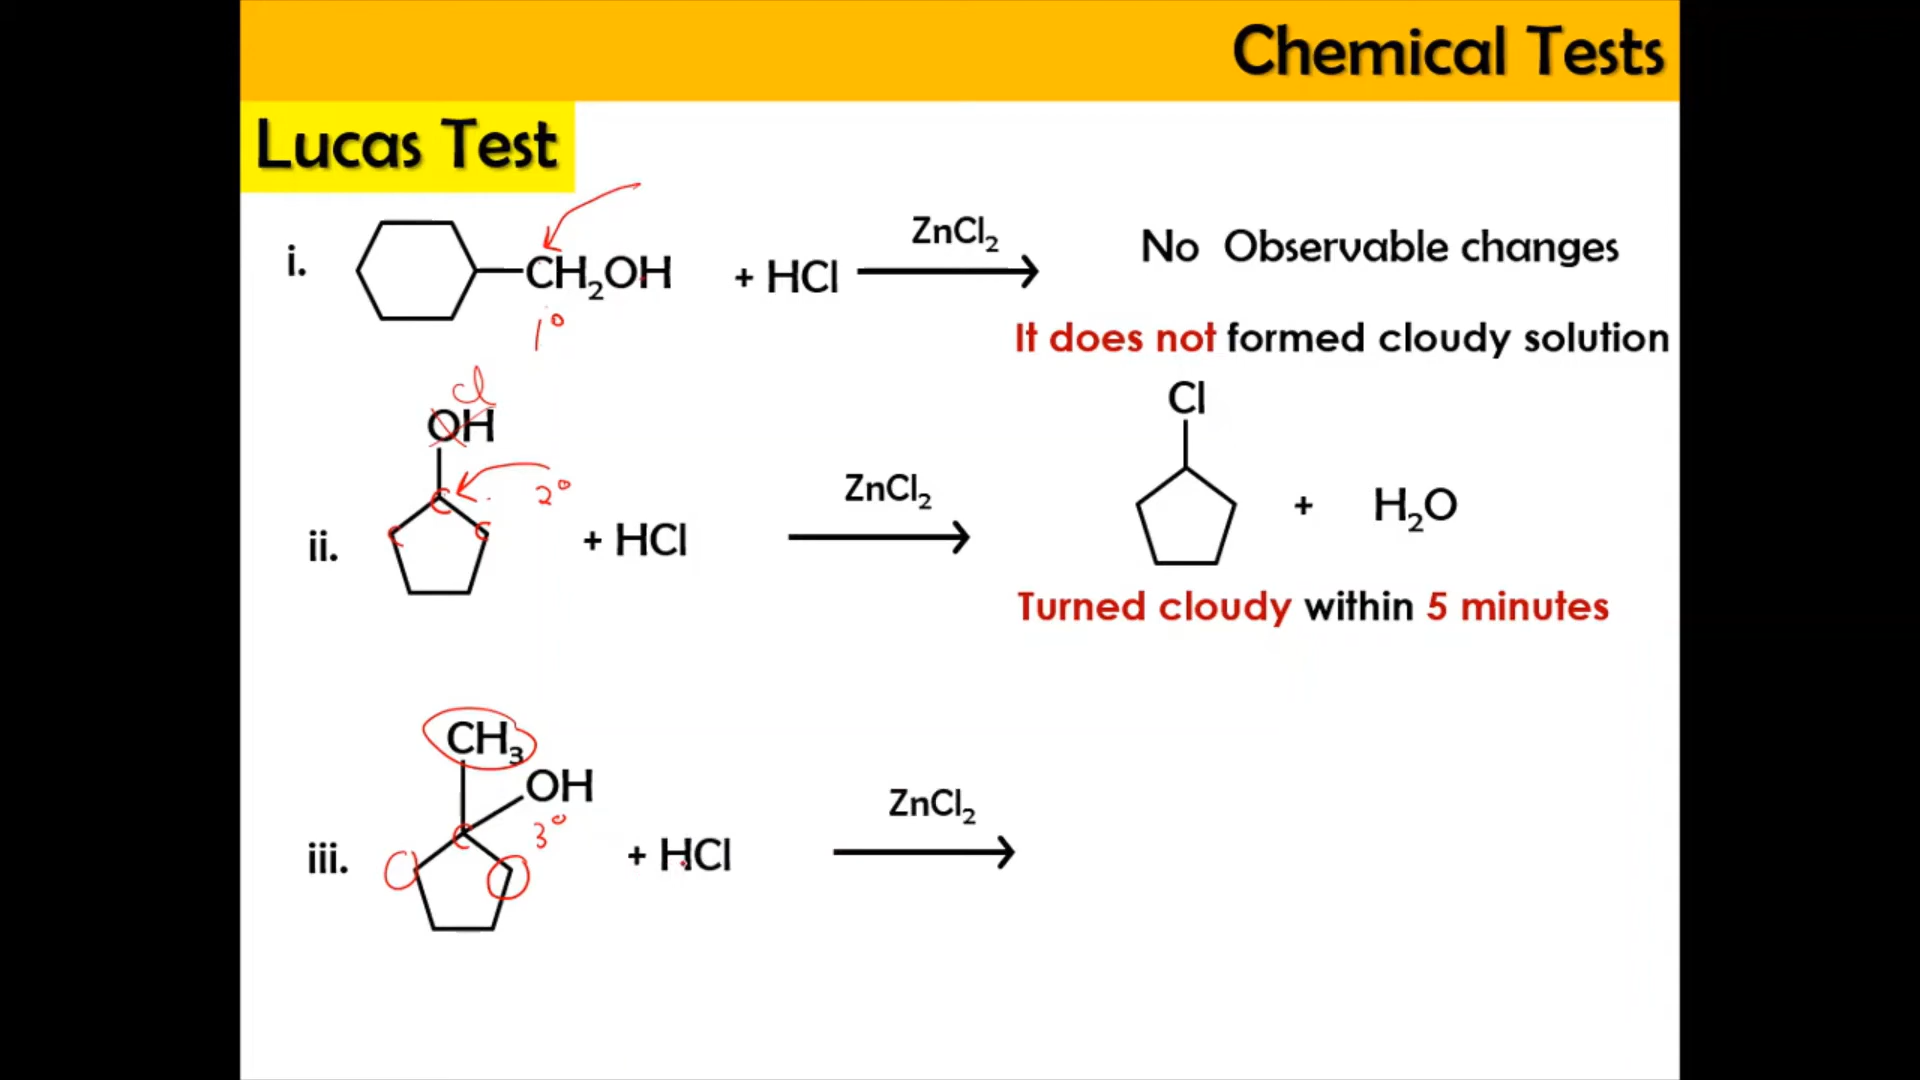 Chemical Tests
Lucas Test
i. CH₂OH + HCl ZnCl₂ No Observable changes
1°
It does not formed cloudy solution
Cl
OH
Cl
2°
ii. + HCl ZnCl₂ + H₂O
C C C
Turned cloudy within 5 minutes
CH₃
OH
3°
C
iii. + HCl ZnCl₂